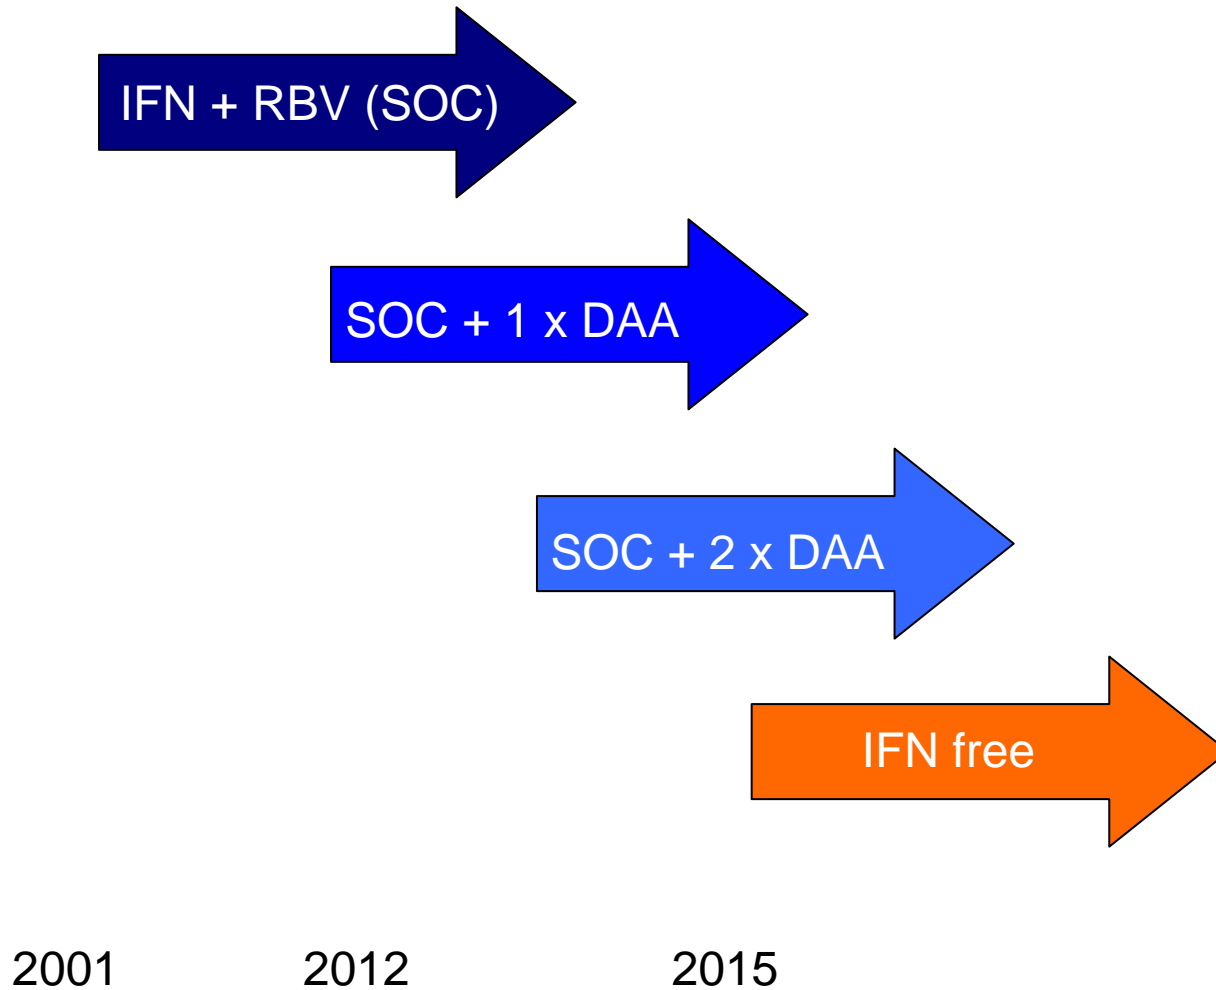 IFN + RBV (SOC)
SOC + 1 x DAA
SOC + 2 x DAA
IFN free
2001 2012 2015